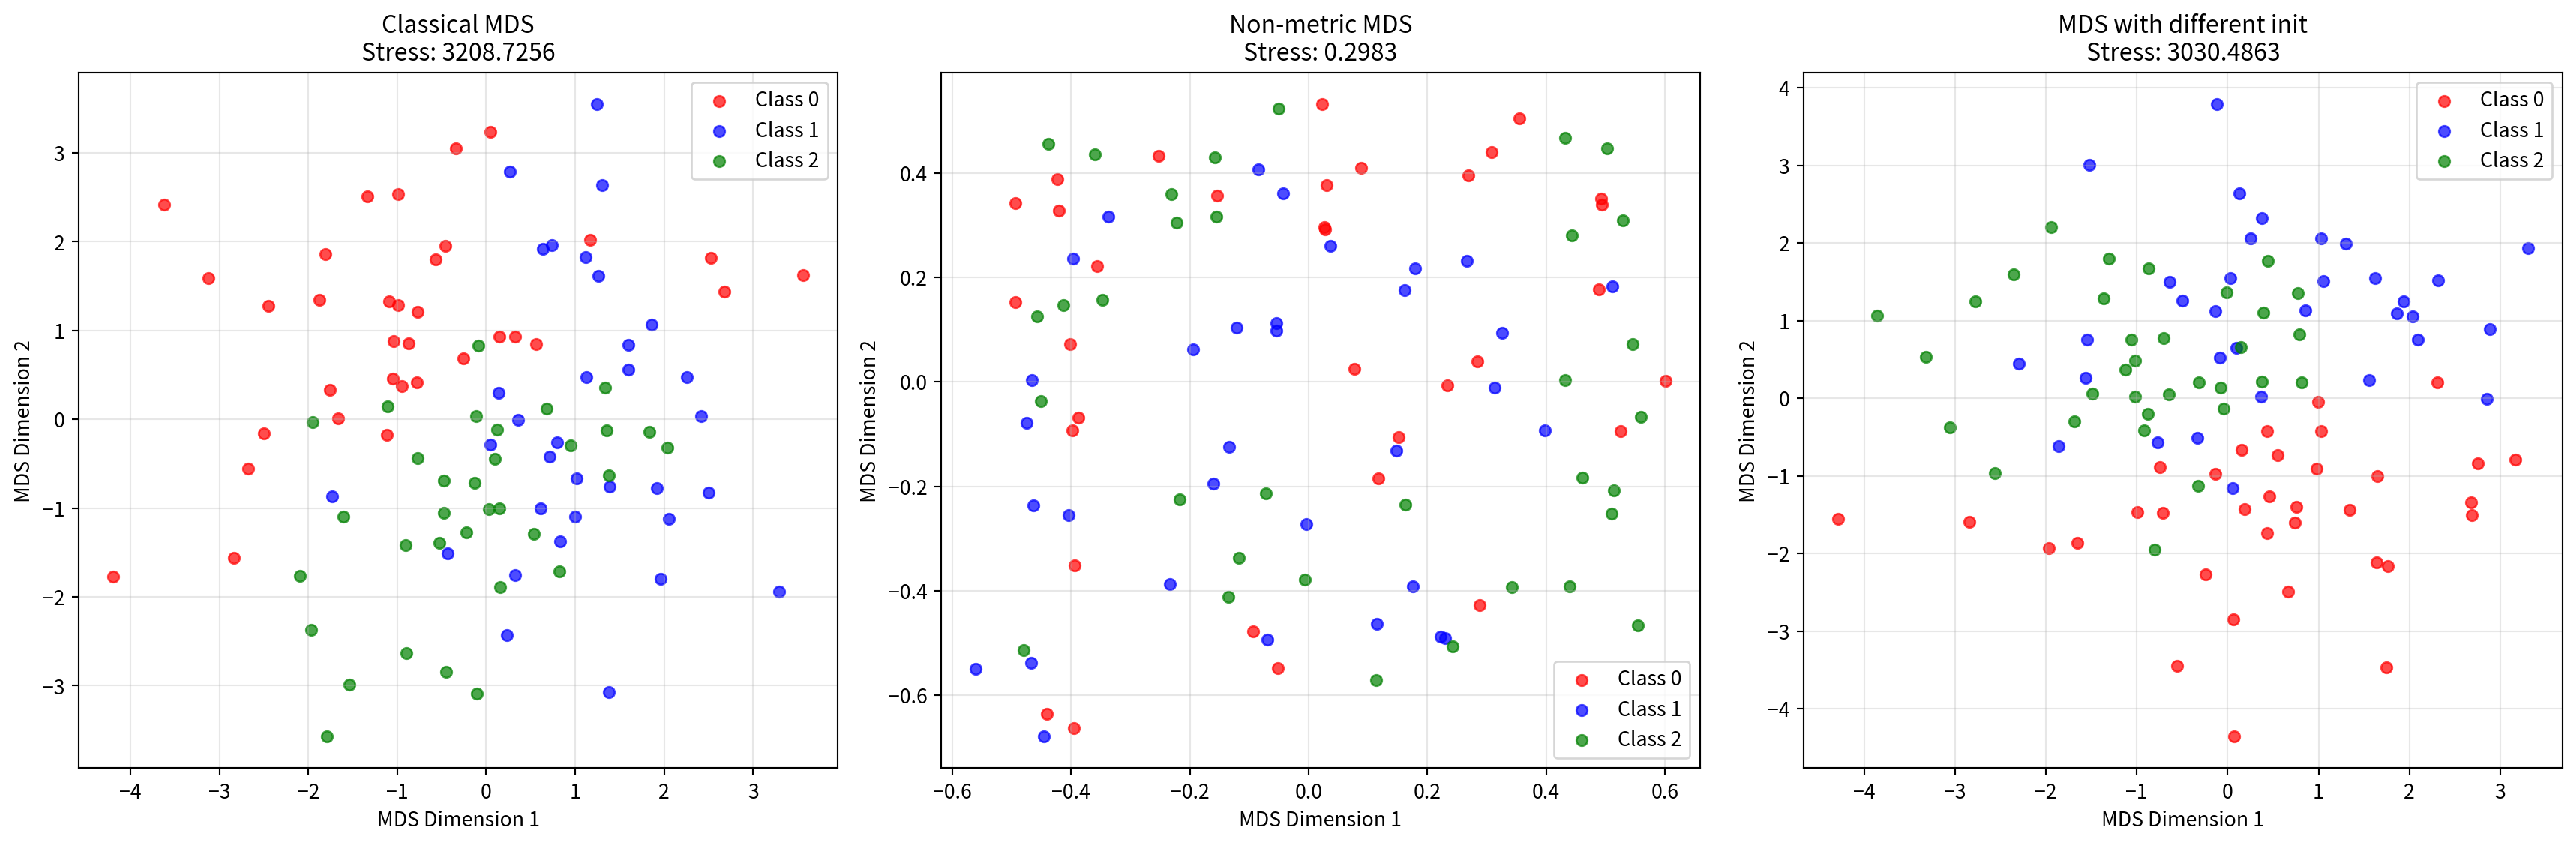 Classical MDS
Stress: 3208.7256
Class 0
Class 1
Class 2
3
2
1
0
−1
−2
−3
MDS Dimension 2
−4 −3 −2 −1 0 1 2 3
MDS Dimension 1
Non-metric MDS
Stress: 0.2983
0.4
0.2
0.0
−0.2
−0.4
−0.6
MDS Dimension 2
Class 0
Class 1
Class 2
−0.6 −0.4 −0.2 0.0 0.2 0.4 0.6
MDS Dimension 1
MDS with different init
Stress: 3030.4863
Class 0
Class 1
Class 2
4
3
2
1
0
−1
−2
−3
−4
MDS Dimension 2
−4 −3 −2 −1 0 1 2 3
MDS Dimension 1